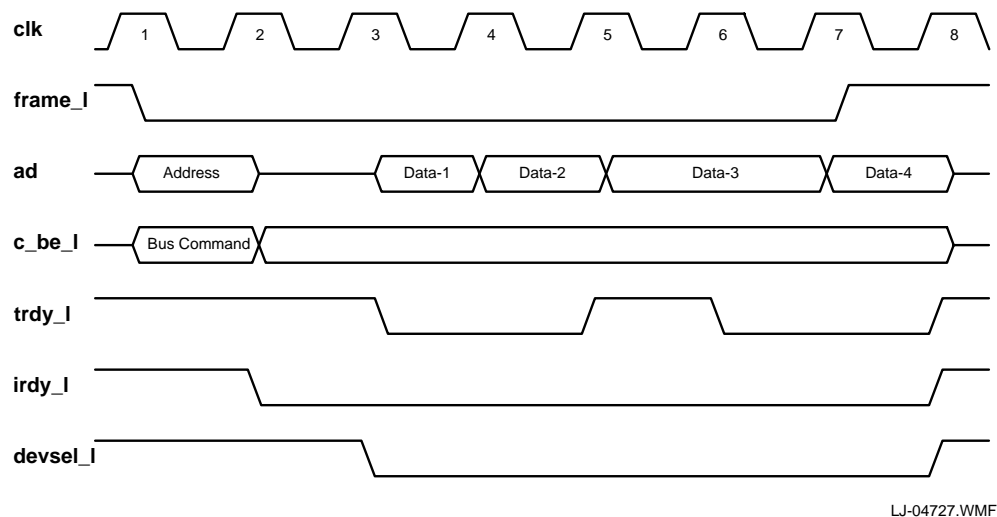 clk 1 2 3 4 5 6 7 8
frame_l
ad Address Data-1 Data-2 Data-3 Data-4
c_be_l Bus Command
trdy_l
irdy_l
devsel_l
LJ-04727.WMF